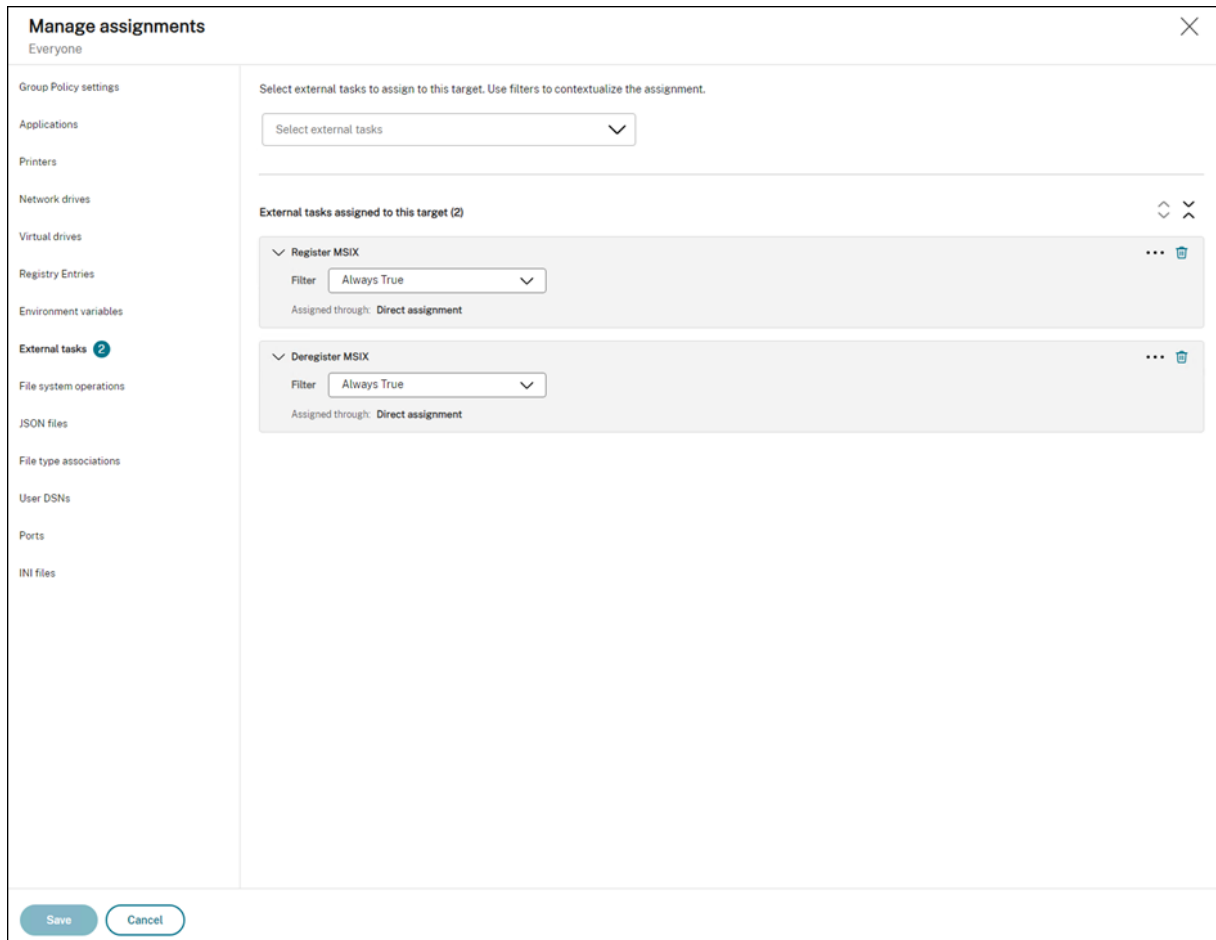 Manage assignments
Everyone
Group Policy settings
Applications
Printers
Network drives
Virtual drives
Registry Entries
Environment variables
External tasks 2
File system operations
JSON files
File type associations
User DSNs
Ports
INI files
Select external tasks to assign to this target. Use filters to contextualize the assignment.
Select external tasks
External tasks assigned to this target (2)
Register MSIX
Filter Always True
Assigned through: Direct assignment
Deregister MSIX
Filter Always True
Assigned through: Direct assignment
Save Cancel